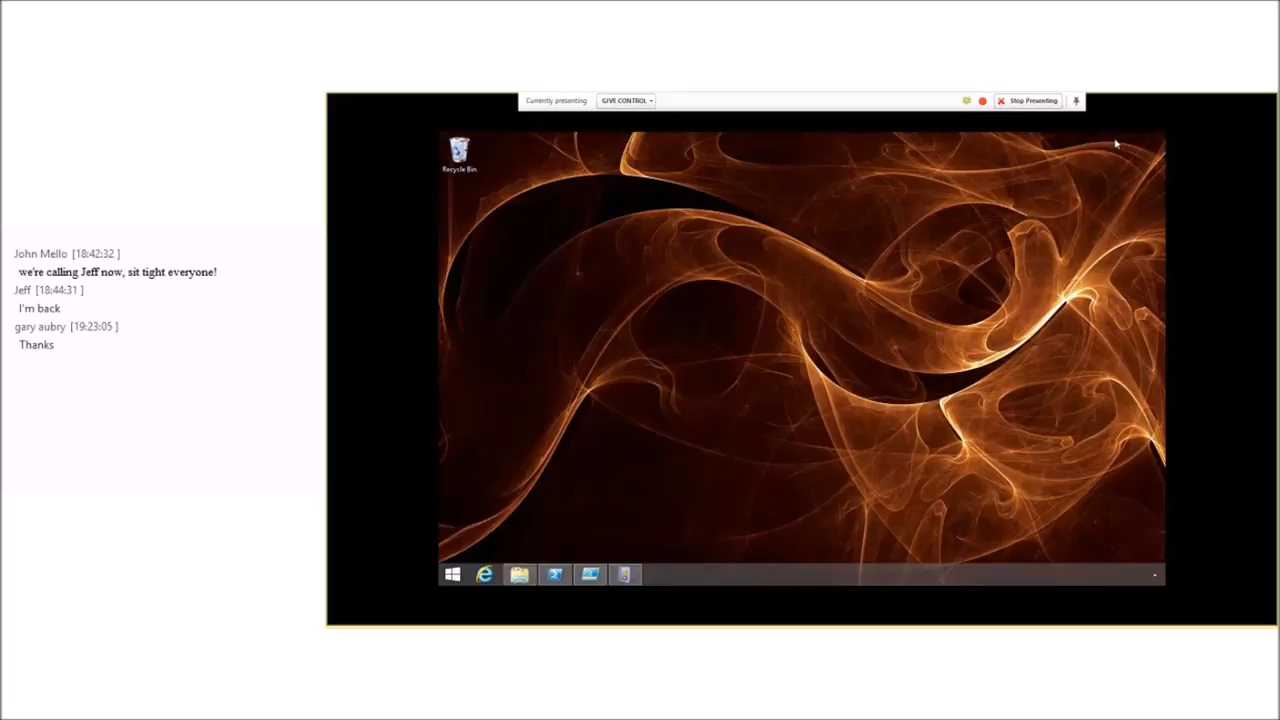 Currently presenting GIVE CONTROL Stop Presenting
Recycle Bin
John Mello [18:42:32 ]
we're calling Jeff now, sit tight everyone!
Jeff [18:44:31 ]
I'm back
gary aubry [19:23:05 ]
Thanks